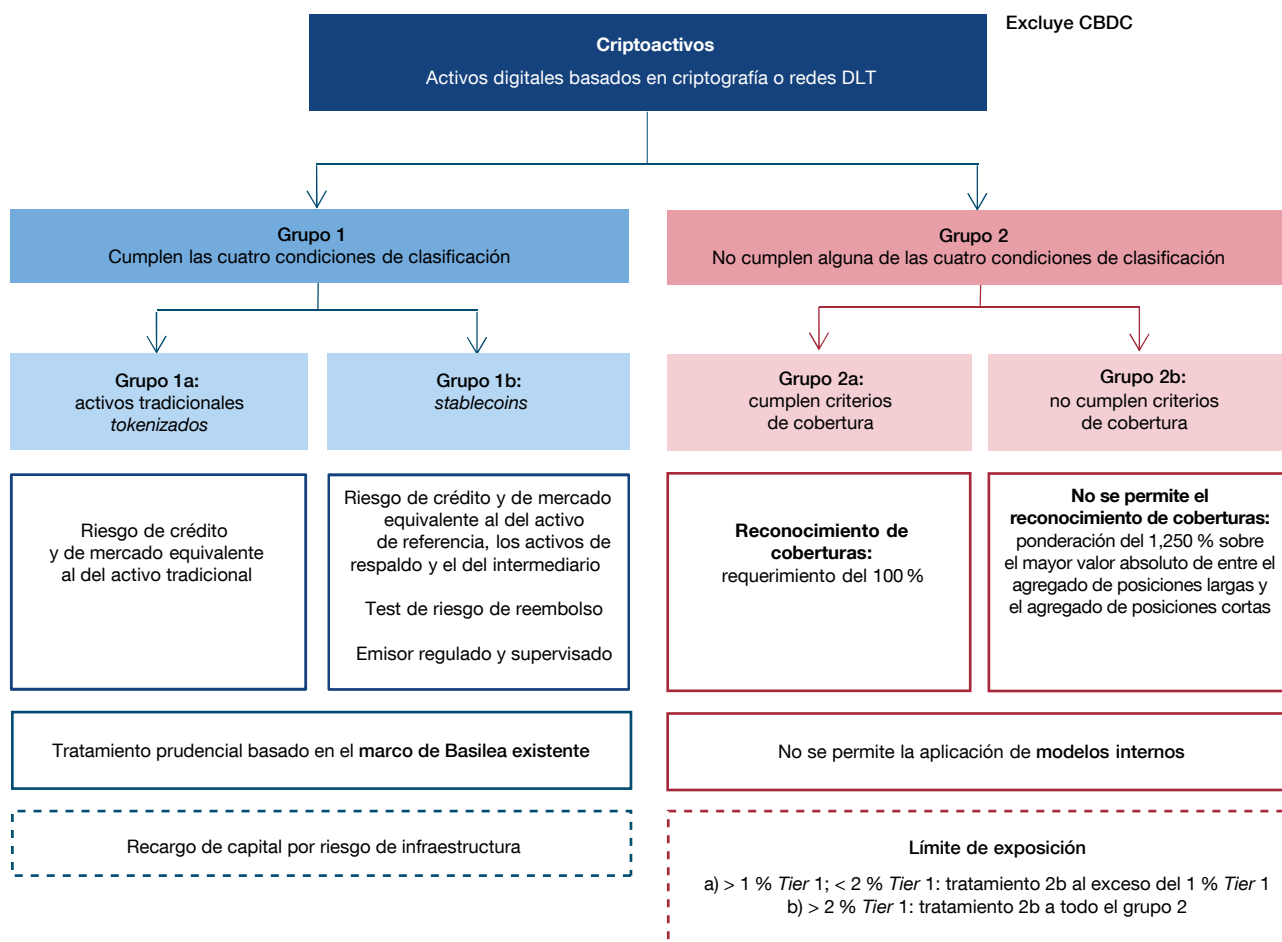 Excluye CBDC
Criptoactivos
Activos digitales basados en criptografía o redes DLT
Grupo 1
Cumplen las cuatro condiciones de clasificación
Grupo 2
No cumplen alguna de las cuatro condiciones de clasificación
Grupo 1a:
activos tradicionales
tokenizados
Grupo 1b:
stablecoins
Grupo 2a:
cumplen criterios
de cobertura
Grupo 2b:
no cumplen criterios
de cobertura
Riesgo de crédito
y de mercado equivalente
al del activo tradicional
Riesgo de crédito y de mercado
equivalente al del activo
de referencia, los activos de
respaldo y el del intermediario
Test de riesgo de reembolso
Emisor regulado y supervisado
Reconocimiento de
coberturas:
requerimiento del 100 %
No se permite el
reconocimiento de coberturas:
ponderación del 1,250 % sobre
el mayor valor absoluto de entre el
agregado de posiciones largas y
el agregado de posiciones cortas
Tratamiento prudencial basado en el marco de Basilea existente
No se permite la aplicación de modelos internos
Recargo de capital por riesgo de infraestructura
Límite de exposición
a) > 1 % Tier 1; < 2 % Tier 1: tratamiento 2b al exceso del 1 % Tier 1
b) > 2 % Tier 1: tratamiento 2b a todo el grupo 2